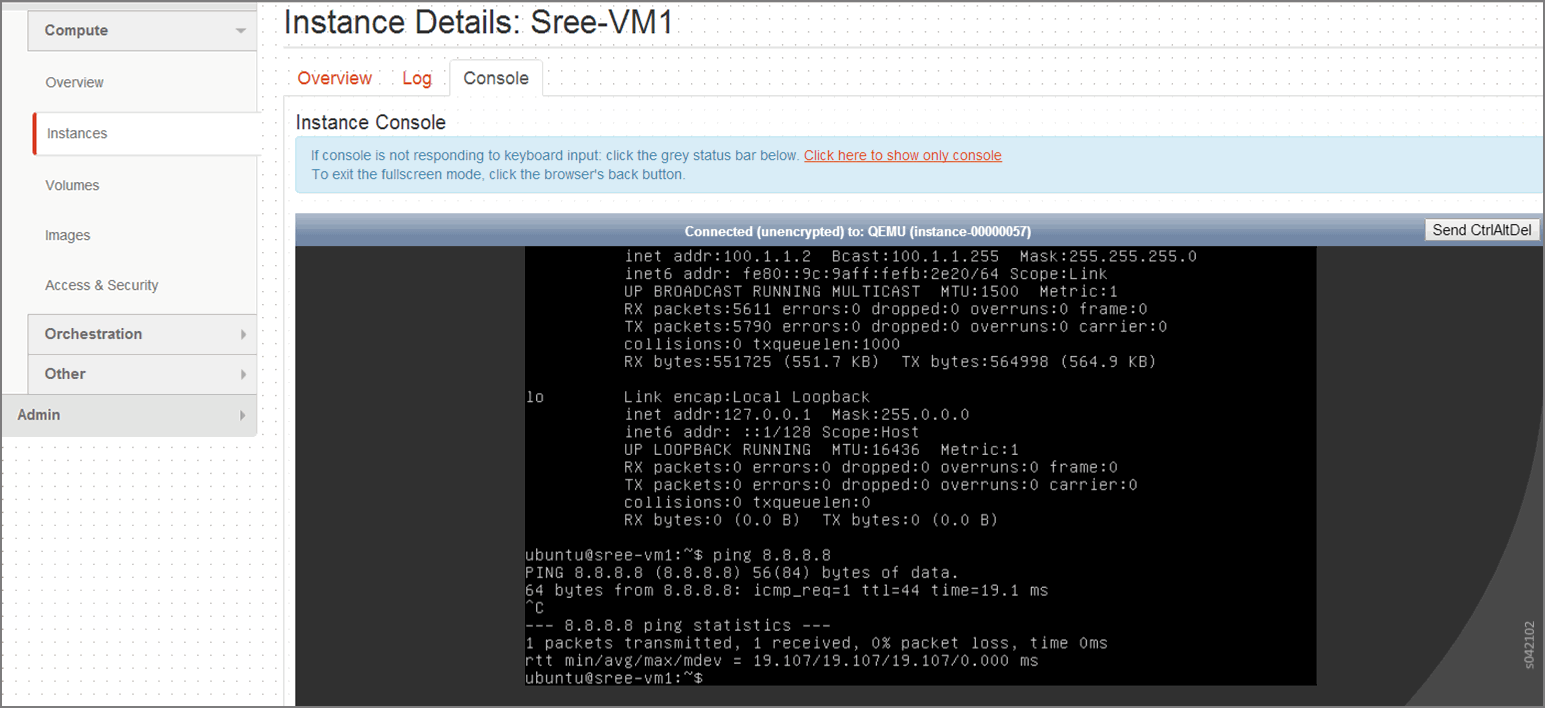 Compute
Overview
Instances
Volumes
Images
Access & Security
Orchestration
Other
Admin
Instance Details: Sree-VM1
Overview Log Console
Instance Console
If console is not responding to keyboard input: click the grey status bar below. Click here to show only console
To exit the fullscreen mode, click the browser's back button.
Connected (unencrypted) to: QEMU (instance-00000057)
Send CtrlAltDel
inet addr:100.1.1.2  Bcast:100.1.1.255  Mask:255.255.255.0
inet6 addr: fe80::9c:9aff:fefb:2e20/64 Scope:Link
UP BROADCAST RUNNING MULTICAST  MTU:1500  Metric:1
RX packets:5611 errors:0 dropped:0 overruns:0 frame:0
TX packets:5790 errors:0 dropped:0 overruns:0 carrier:0
collisions:0 txqueuelen:1000
RX bytes:551725 (551.7 KB)  TX bytes:564998 (564.9 KB)
lo        Link encap:Local Loopback
inet addr:127.0.0.1  Mask:255.0.0.0
inet6 addr: ::1/128 Scope:Host
UP LOOPBACK RUNNING  MTU:16436  Metric:1
RX packets:0 errors:0 dropped:0 overruns:0 frame:0
TX packets:0 errors:0 dropped:0 overruns:0 carrier:0
collisions:0 txqueuelen:0
RX bytes:0 (0.0 B)  TX bytes:0 (0.0 B)
ubuntu@sree-vm1:~$ ping 8.8.8.8
PING 8.8.8.8 (8.8.8.8) 56(84) bytes of data.
64 bytes from 8.8.8.8: icmp_req=1 ttl=44 time=19.1 ms
^C
--- 8.8.8.8 ping statistics ---
1 packets transmitted, 1 received, 0% packet loss, time 0ms
rtt min/avg/max/mdev = 19.107/19.107/19.107/0.000 ms
ubuntu@sree-vm1:~$
s042102